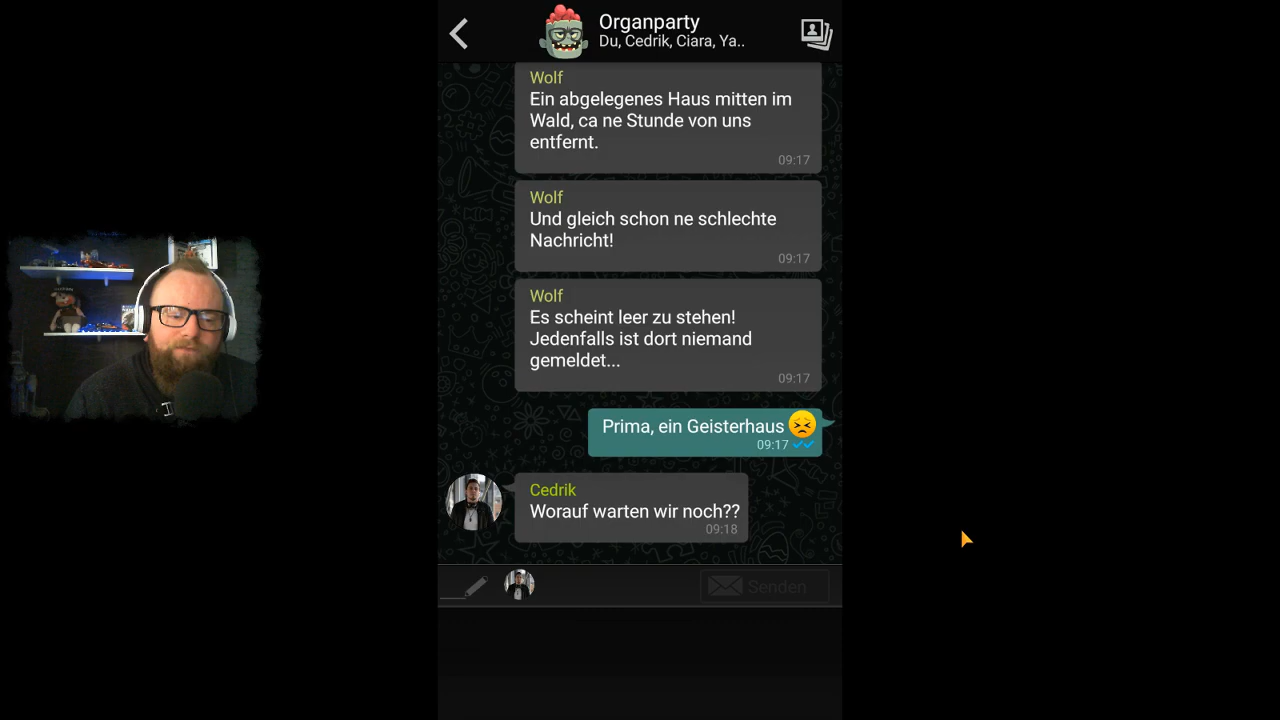 Organparty
Du, Cedrik, Ciara, Ya..
Wolf
Ein abgelegenes Haus mitten im
Wald, ca ne Stunde von uns
entfernt.
09:17
Wolf
Und gleich schon ne schlechte
Nachricht!
09:17
Wolf
Es scheint leer zu stehen!
Jedenfalls ist dort niemand
gemeldet...
09:17
Prima, ein Geisterhaus 😣
09:17
Cedrik
Worauf warten wir noch??
09:18
Senden